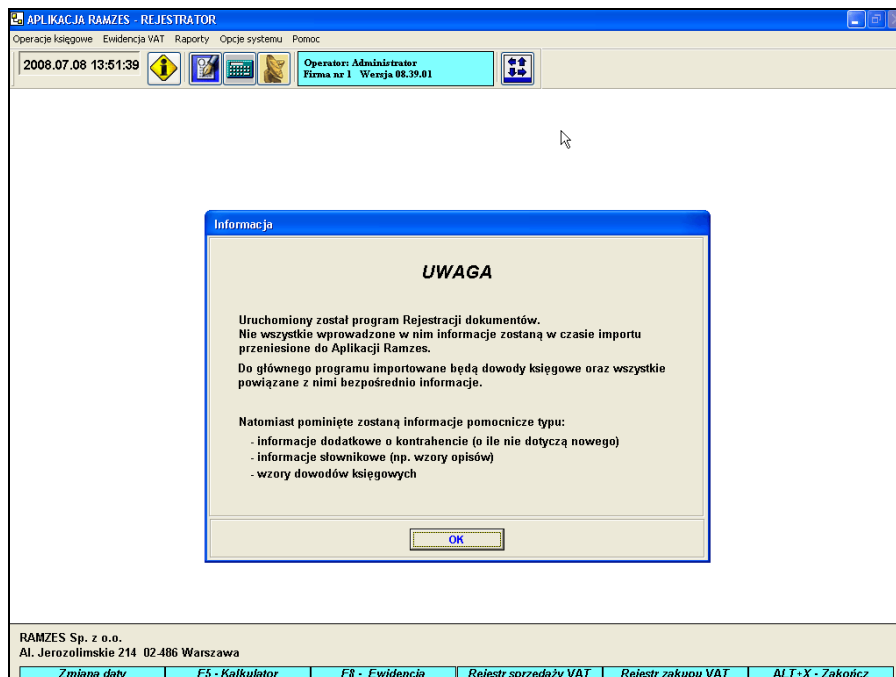 APLIKACJA RAMZES - REJESTRATOR
Operacje księgowe Ewidencja VAT Raporty Opcje systemu Pomoc
2008.07.08 13:51:39
Operator: Administrator
Firma nr 1 Wersja 08.39.01
Informacja
UWAGA
Uruchomiony został program Rejestracji dokumentów.
Nie wszystkie wprowadzone w nim informacje zostaną w czasie importu
przeniesione do Aplikacji Ramzes.
Do głównego programu importowane będą dowody księgowe oraz wszystkie
powiązane z nimi bezpośrednio informacje.
Natomiast pominięte zostaną informacje pomocnicze typu:
- informacje dodatkowe o kontrahencie (o ile nie dotyczą nowego)
- informacje słownikowe (np. wzory opisów)
- wzory dowodów księgowych
OK
RAMZES Sp. z o.o.
Al. Jerozolimskie 214 02-486 Warszawa
Zmiana daty F5 - Kalkulator F8 - Ewidencja Rejestr sprzedaży VAT Rejestr zakupu VAT ALT+X - Zakończ